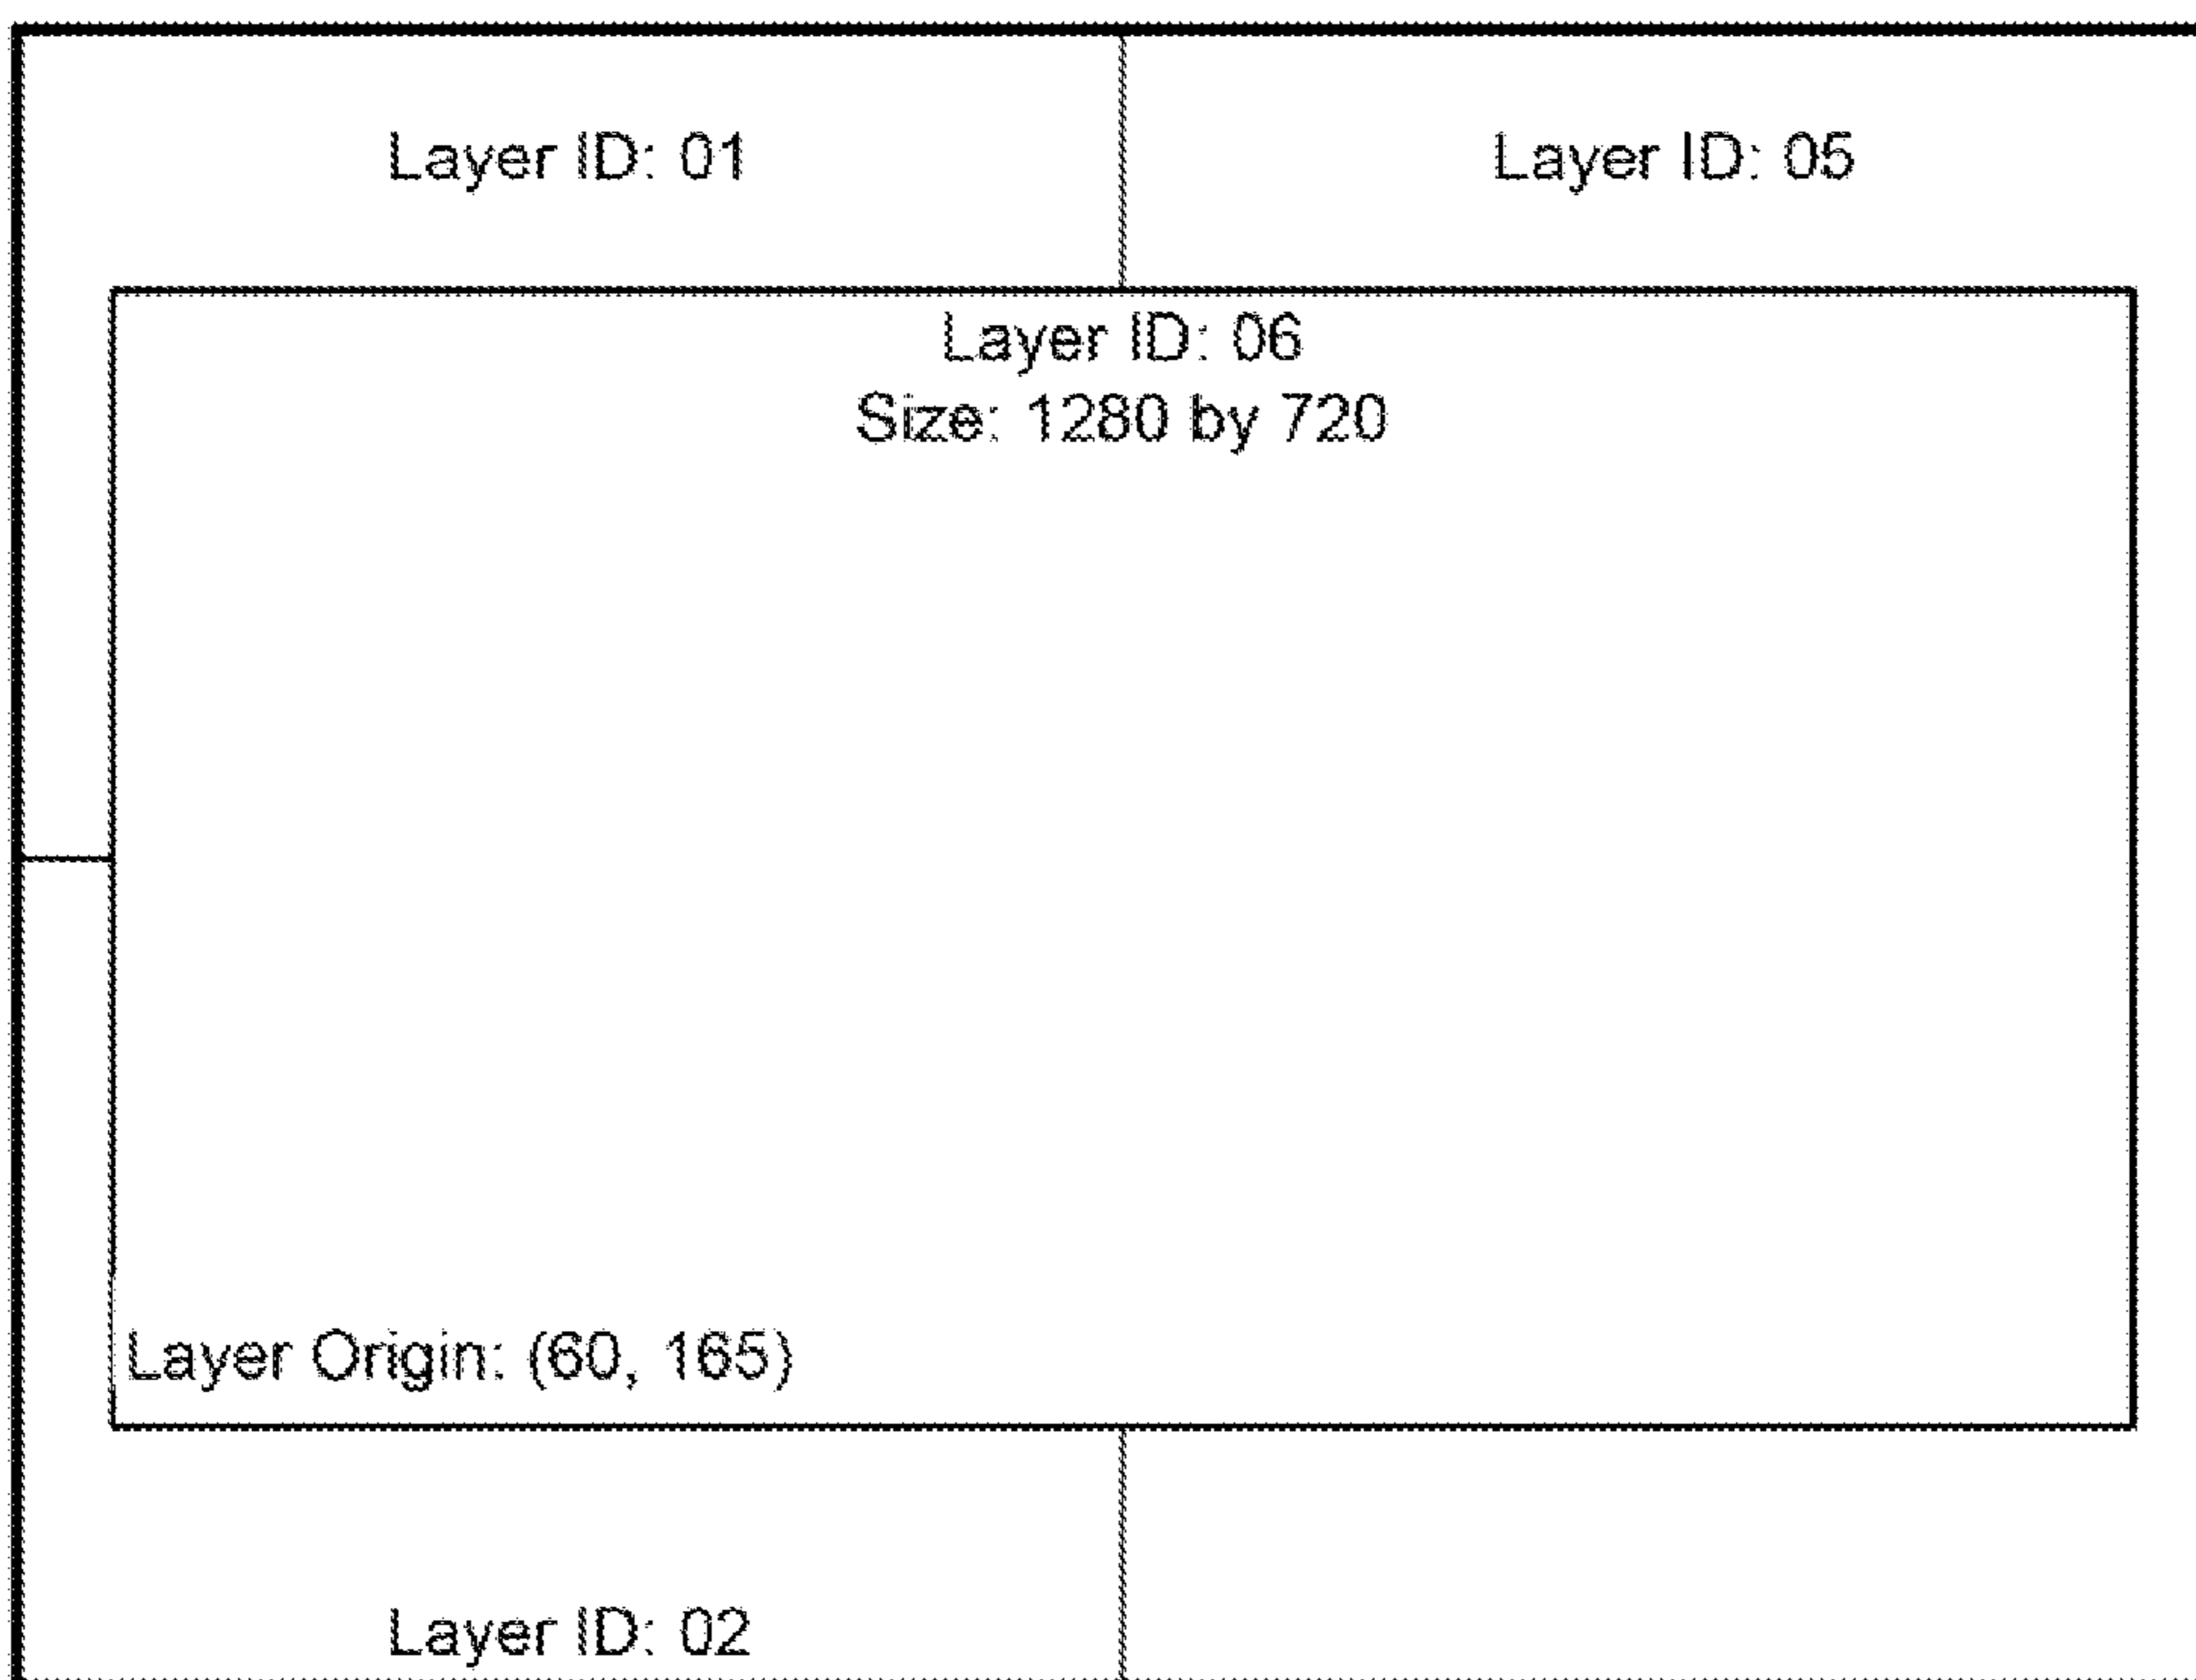 Layer ID: 01
Layer ID: 05
Layer ID: 06
Size: 1280 by 720
Layer Origin: (60, 165)
Layer ID: 02